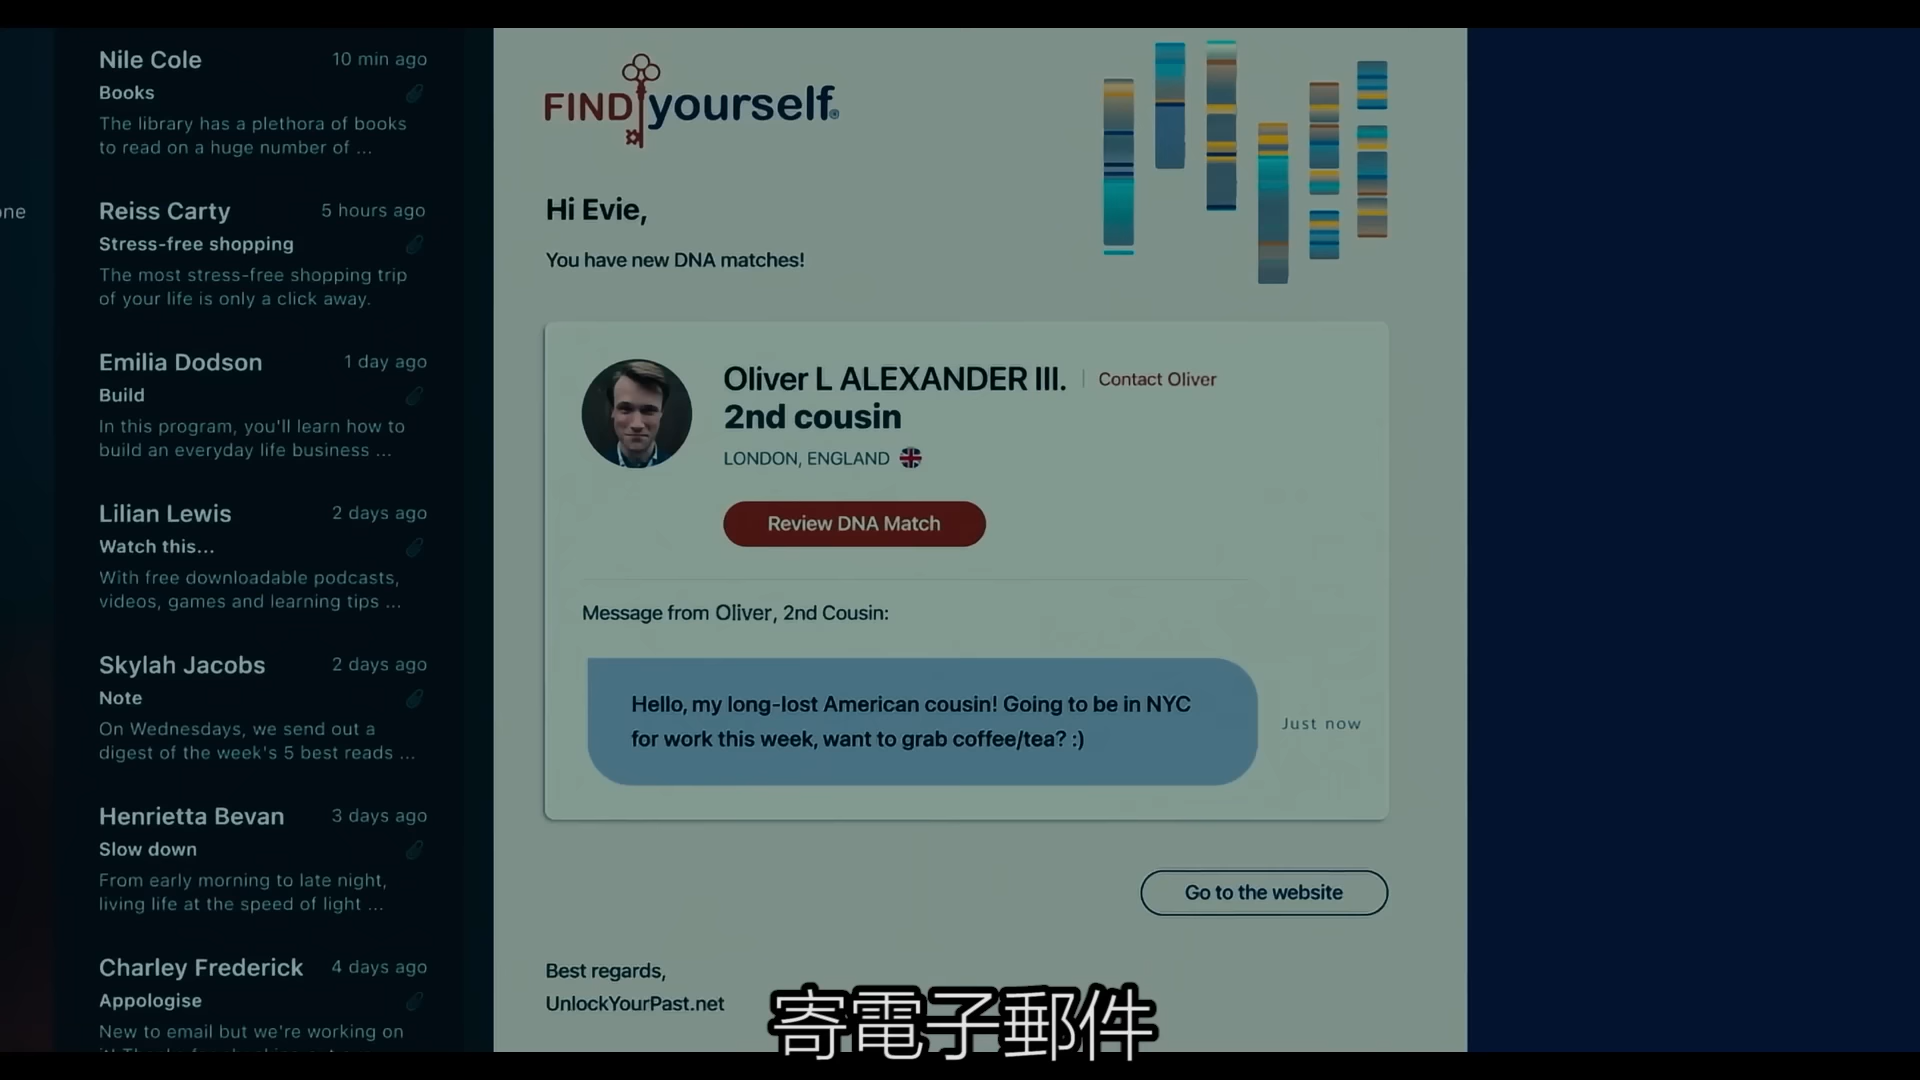 one
Nile Cole 10 min ago
Books
The library has a plethora of books
to read on a huge number of ...
Reiss Carty 5 hours ago
Stress-free shopping
The most stress-free shopping trip
of your life is only a click away.
Emilia Dodson 1 day ago
Build
In this program, you'll learn how to
build an everyday life business ...
Lilian Lewis 2 days ago
Watch this...
With free downloadable podcasts,
videos, games and learning tips ...
Skylah Jacobs 2 days ago
Note
On Wednesdays, we send out a
digest of the week's 5 best reads ...
Henrietta Bevan 3 days ago
Slow down
From early morning to late night,
living life at the speed of light ...
Charley Frederick 4 days ago
Appologise
New to email but we're working on
FIND yourself®
Hi Evie,
You have new DNA matches!
Oliver L ALEXANDER III. | Contact Oliver
2nd cousin
LONDON, ENGLAND
Review DNA Match
Message from Oliver, 2nd Cousin:
Hello, my long-lost American cousin! Going to be in NYC
for work this week, want to grab coffee/tea? :)
Just now
Go to the website
Best regards,
UnlockYourPast.net
寄電子郵件